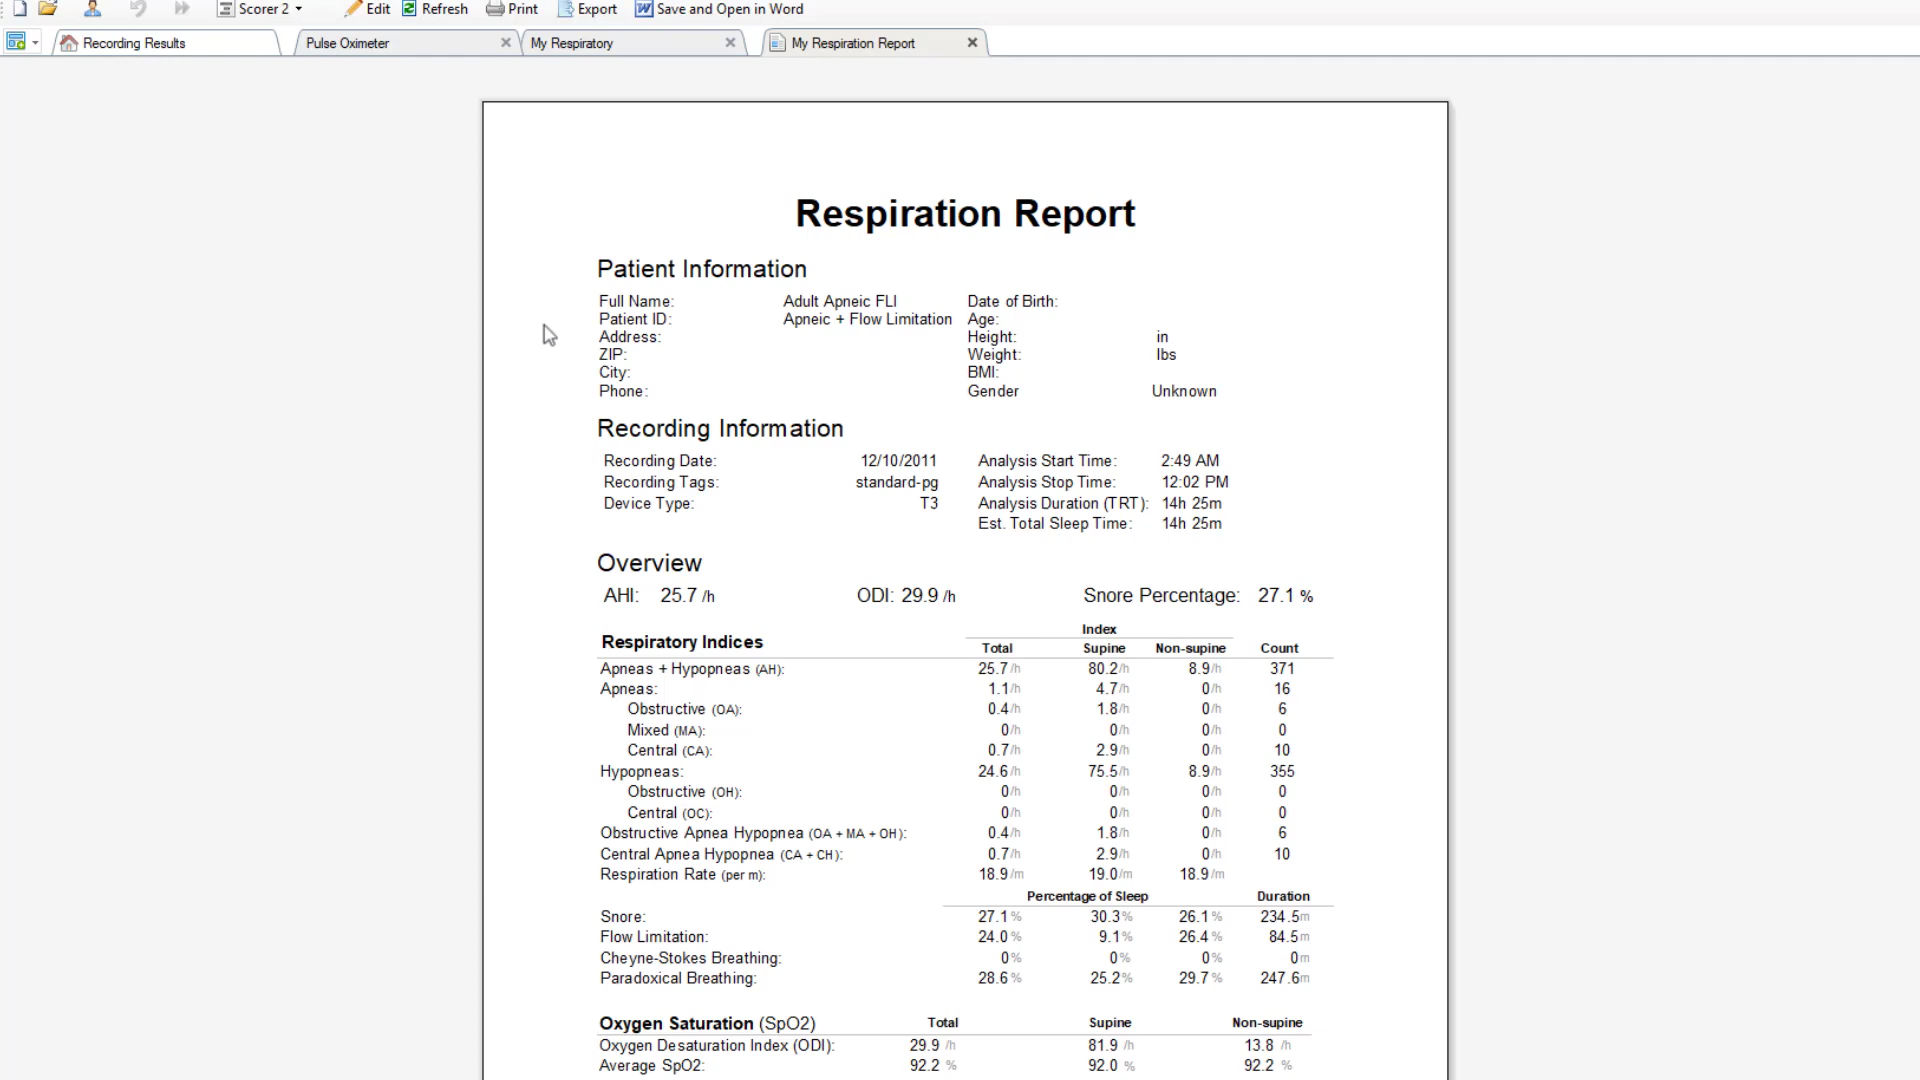 Scorer 2 Edit Refresh Print Export Save and Open in Word
Recording Results Pulse Oximeter My Respiratory My Respiration Report
Respiration Report
Patient Information
Full Name: Adult Apneic FLI Date of Birth:
Patient ID: Apneic + Flow Limitation Age:
Address: Height: in
ZIP: Weight: lbs
City: BMI:
Phone: Gender Unknown
Recording Information
Recording Date: 12/10/2011 Analysis Start Time: 2:49 AM
Recording Tags: standard-pg Analysis Stop Time: 12:02 PM
Device Type: T3 Analysis Duration (TRT): 14h 25m
Est. Total Sleep Time: 14h 25m
Overview
AHI: 25.7 /h ODI: 29.9 /h Snore Percentage: 27.1 %
Index
Respiratory Indices Total Supine Non-supine Count
Apneas + Hypopneas (AH): 25.7 /h 80.2 /h 8.9 /h 371
Apneas: 1.1 /h 4.7 /h 0 /h 16
Obstructive (OA): 0.4 /h 1.8 /h 0 /h 6
Mixed (MA): 0 /h 0 /h 0 /h 0
Central (CA): 0.7 /h 2.9 /h 0 /h 10
Hypopneas: 24.6 /h 75.5 /h 8.9 /h 355
Obstructive (OH): 0 /h 0 /h 0 /h 0
Central (OC): 0 /h 0 /h 0 /h 0
Obstructive Apnea Hypopnea (OA + MA + OH): 0.4 /h 1.8 /h 0 /h 6
Central Apnea Hypopnea (CA + CH): 0.7 /h 2.9 /h 0 /h 10
Respiration Rate (per m): 18.9 /m 19.0 /m 18.9 /m
Percentage of Sleep Duration
Snore: 27.1 % 30.3 % 26.1 % 234.5 m
Flow Limitation: 24.0 % 9.1 % 26.4 % 84.5 m
Cheyne-Stokes Breathing: 0 % 0 % 0 % 0 m
Paradoxical Breathing: 28.6 % 25.2 % 29.7 % 247.6 m
Oxygen Saturation (SpO2) Total Supine Non-supine
Oxygen Desaturation Index (ODI): 29.9 /h 81.9 /h 13.8 /h
Average SpO2: 92.2 % 92.0 % 92.2 %